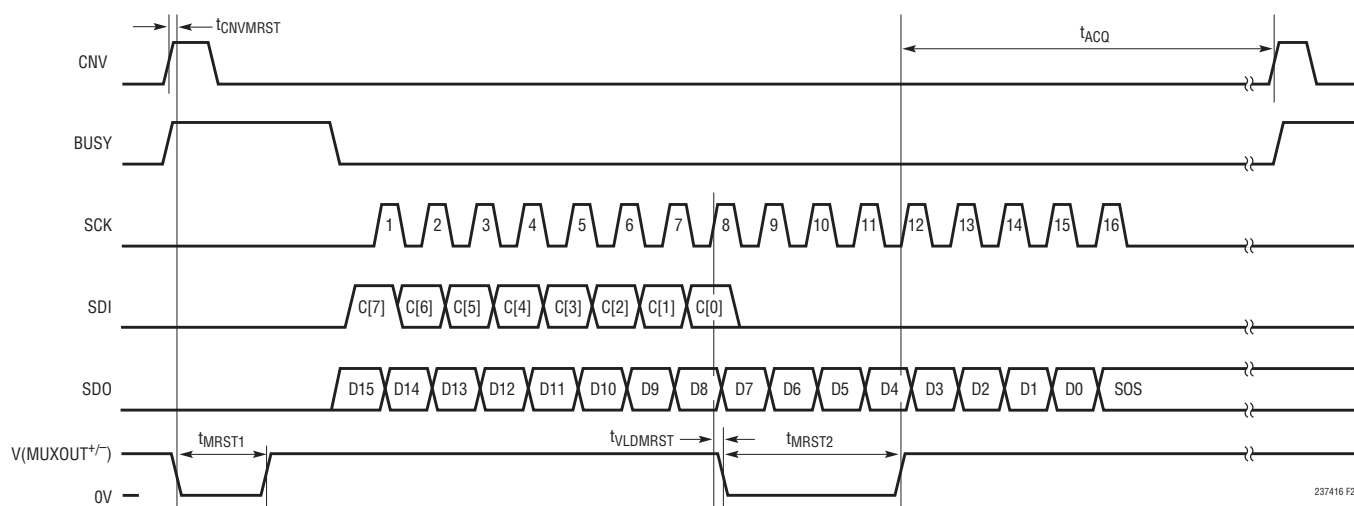 tCNVMRST
tACQ
CNV
BUSY
SCK
1 2 3 4 5 6 7 8 9 10 11 12 13 14 15 16
SDI
C[7] C[6] C[5] C[4] C[3] C[2] C[1] C[0]
SDO
D15 D14 D13 D12 D11 D10 D9 D8 D7 D6 D5 D4 D3 D2 D1 D0 SOS
tMRST1
tVLDMRST
tMRST2
V(MUXOUT+/–)
0V
237416 F2